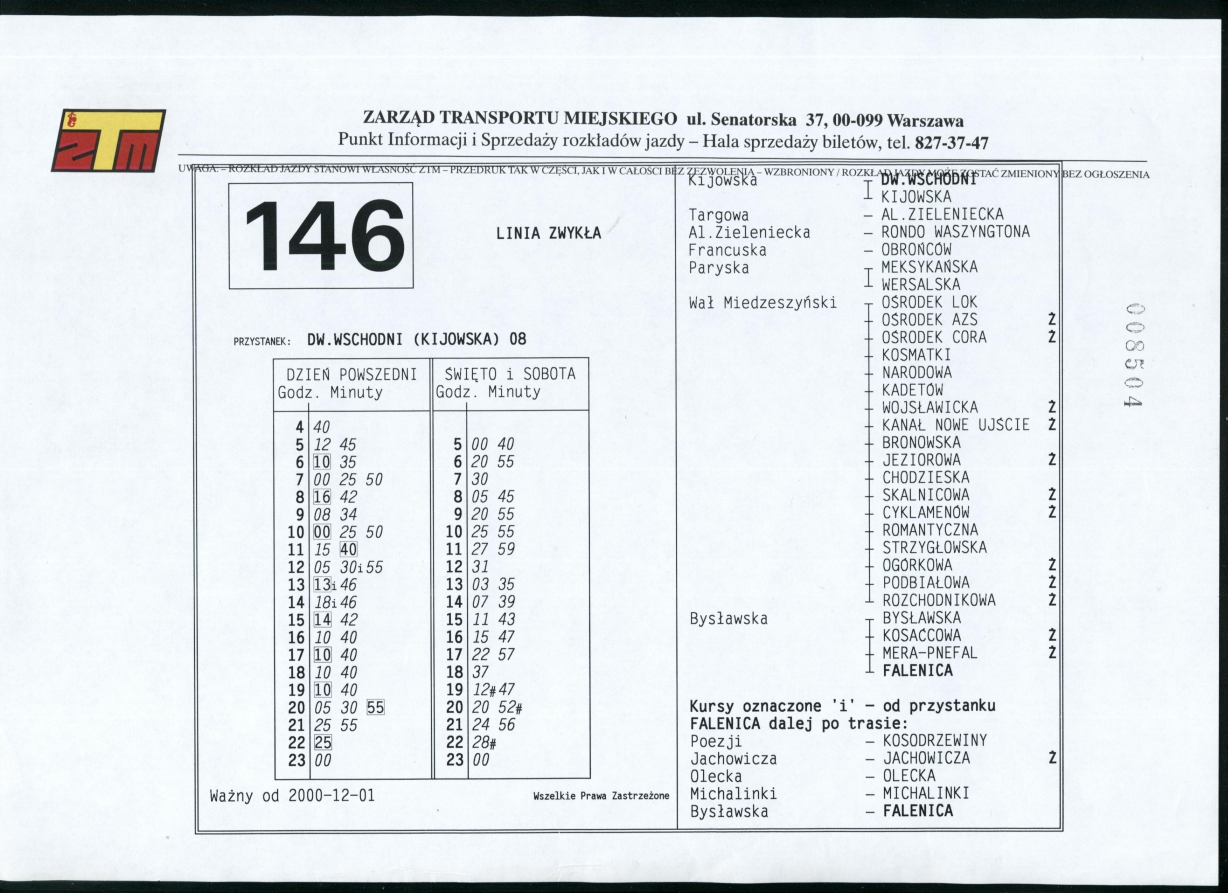 ZTM
ZARZĄD TRANSPORTU MIEJSKIEGO ul. Senatorska 37, 00-099 Warszawa
Punkt Informacji i Sprzedaży rozkładów jazdy – Hala sprzedaży biletów, tel. 827-37-47
UWAGA. – ROZKŁAD JAZDY STANOWI WŁASNOŚĆ ZTM – PRZEDRUK TAK W CZĘŚCI, JAK I W CAŁOŚCI BEZ ZEZWOLENIA – WZBRONIONY / ROZKŁAD JAZDY MOŻE ZOSTAĆ ZMIENIONY BEZ OGŁOSZENIA
146
LINIA ZWYKŁA
PRZYSTANEK: DW.WSCHODNI (KIJOWSKA) 08
DZIEŃ POWSZEDNI
Godz. Minuty
4 40
5 12 45
6 10 35
7 00 25 50
8 16 42
9 08 34
10 00 25 50
11 15 40
12 05 30i55
13 13i46
14 18i46
15 14 42
16 10 40
17 10 40
18 10 40
19 10 40
20 05 30 55
21 25 55
22 25
23 00
ŚWIĘTO i SOBOTA
Godz. Minuty
5 00 40
6 20 55
7 30
8 05 45
9 20 55
10 25 55
11 27 59
12 31
13 03 35
14 07 39
15 11 43
16 15 47
17 22 57
18 37
19 12#47
20 20 52#
21 24 56
22 28#
23 00
Ważny od 2000-12-01
Wszelkie Prawa Zastrzeżone
Kijowska – DW.WSCHODNI
KIJOWSKA
Targowa – AL.ZIELENIECKA
Al.Zieleniecka – RONDO WASZYNGTONA
Francuska – OBROŃCÓW
Paryska MEKSYKAŃSKA
WERSALSKA
Wał Miedzeszyński OŚRODEK LOK
OŚRODEK AZS Ż
OŚRODEK CORA Ż
KOSMATKI
NARODOWA
KADETÓW
WOJSŁAWICKA Ż
KANAŁ NOWE UJŚCIE Ż
BRONOWSKA
JEZIOROWA Ż
CHODZIESKA
SKALNICOWA Ż
CYKLAMENÓW Ż
ROMANTYCZNA
STRZYGŁOWSKA
OGÓRKOWA Ż
PODBIAŁOWA Ż
ROZCHODNIKOWA Ż
Bysławska BYSŁAWSKA
KOSAĆCOWA Ż
MERA-PNEFAL Ż
FALENICA
Kursy oznaczone 'i' – od przystanku
FALENICA dalej po trasie:
Poezji – KOSODRZEWINY
Jachowicza – JACHOWICZA Ż
Olecka – OLECKA
Michalinki – MICHALINKI
Bysławska – FALENICA
008504